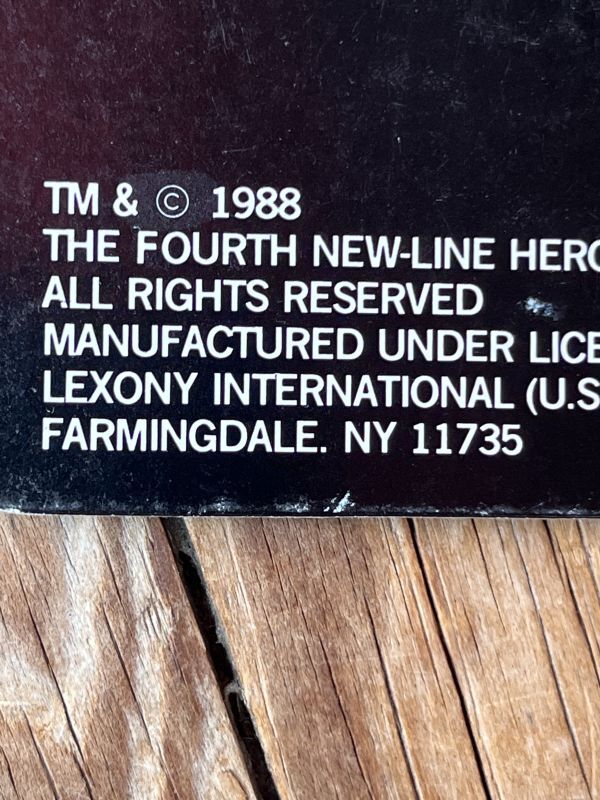 TM & © 1988
THE FOURTH NEW-LINE HERO
ALL RIGHTS RESERVED
MANUFACTURED UNDER LICE
LEXONY INTERNATIONAL (U.S
FARMINGDALE. NY 11735